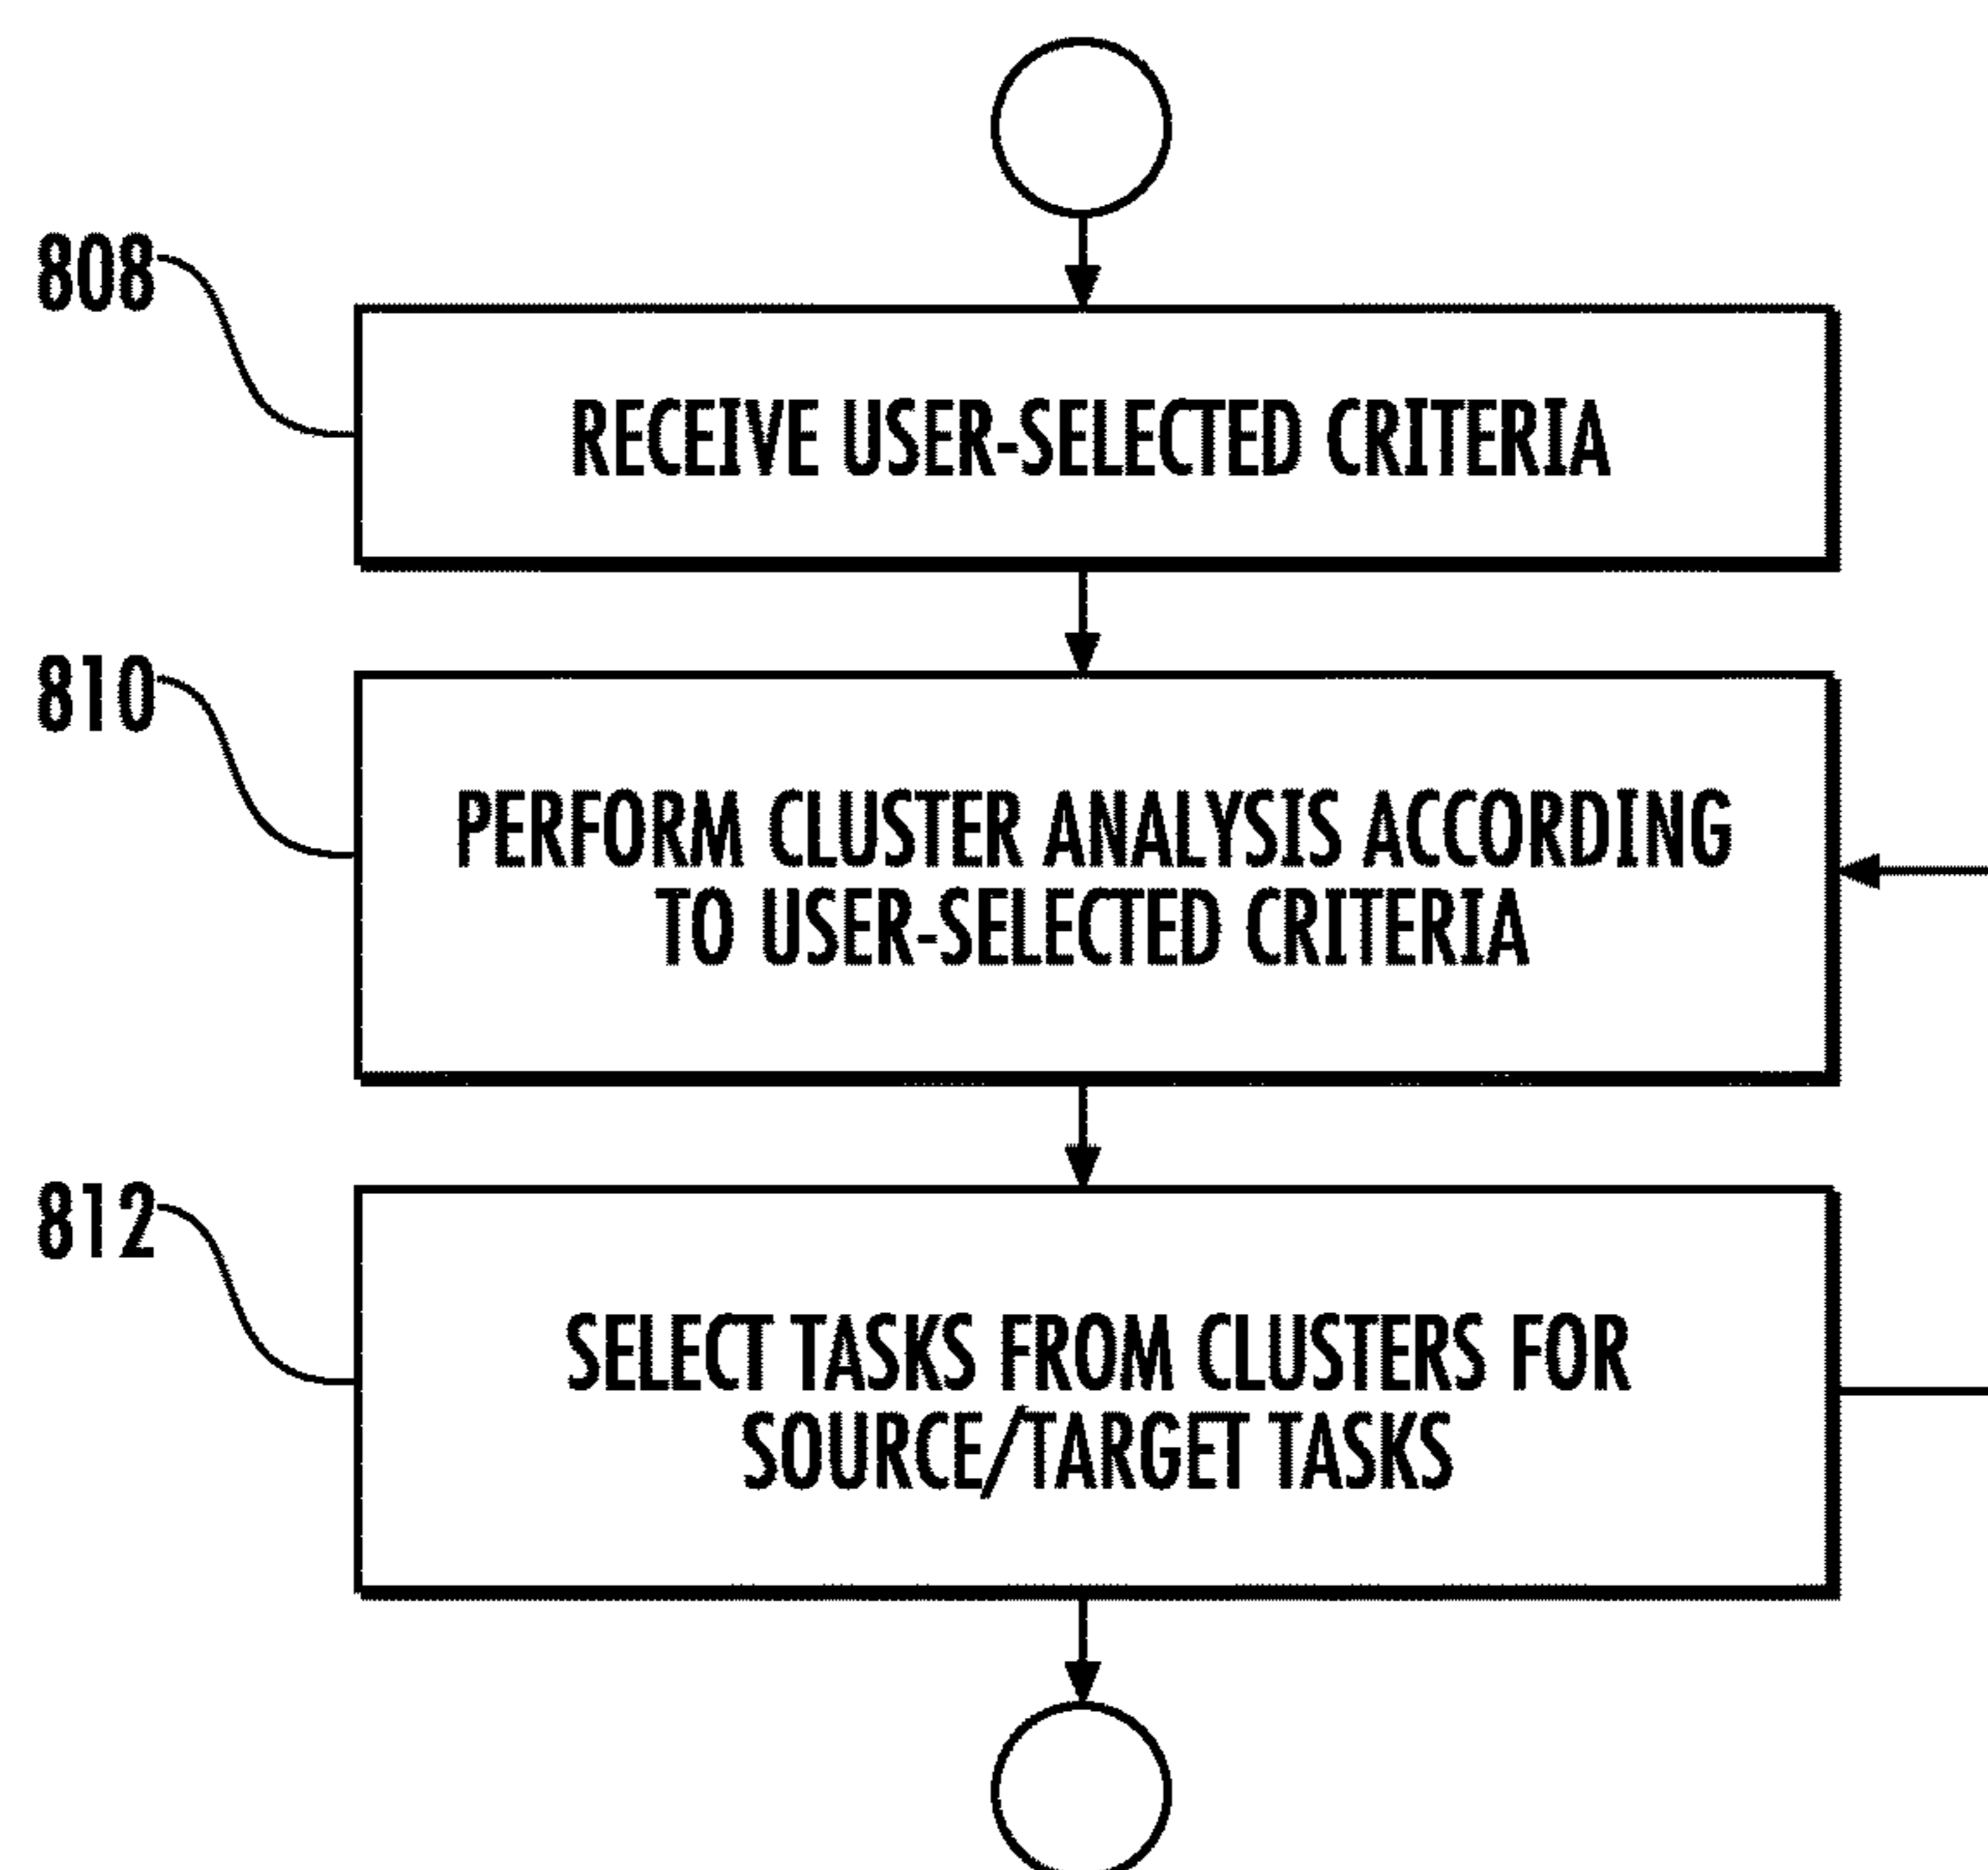 808
RECEIVE USER-SELECTED CRITERIA
810
PERFORM CLUSTER ANALYSIS ACCORDING
TO USER-SELECTED CRITERIA
812
SELECT TASKS FROM CLUSTERS FOR
SOURCE/TARGET TASKS